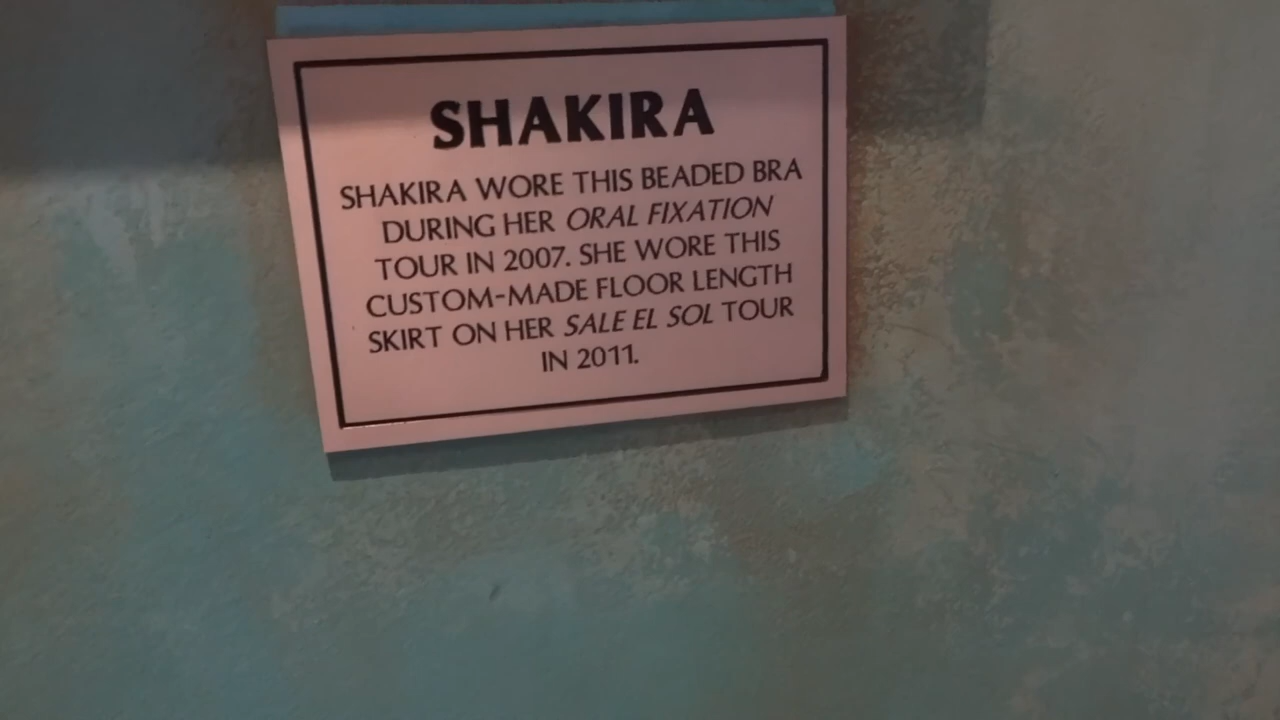 SHAKIRA
SHAKIRA WORE THIS BEADED BRA
DURING HER ORAL FIXATION
TOUR IN 2007. SHE WORE THIS
CUSTOM-MADE FLOOR LENGTH
SKIRT ON HER SALE EL SOL TOUR
IN 2011.